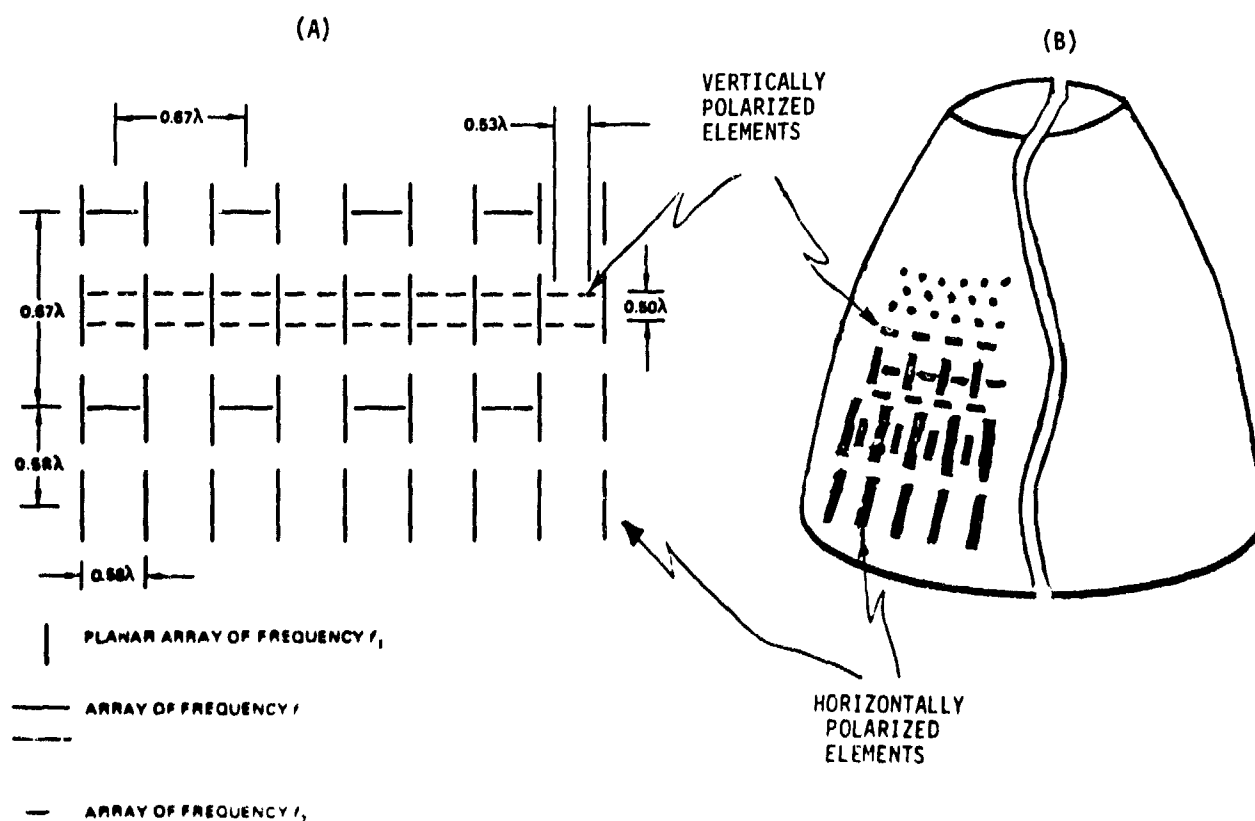 (A)
(B)
VERTICALLY
POLARIZED
ELEMENTS
0.67λ
0.53λ
0.67λ
0.50λ
0.58λ
0.58λ
PLANAR ARRAY OF FREQUENCY f₁
ARRAY OF FREQUENCY f
ARRAY OF FREQUENCY f,
HORIZONTALLY
POLARIZED
ELEMENTS